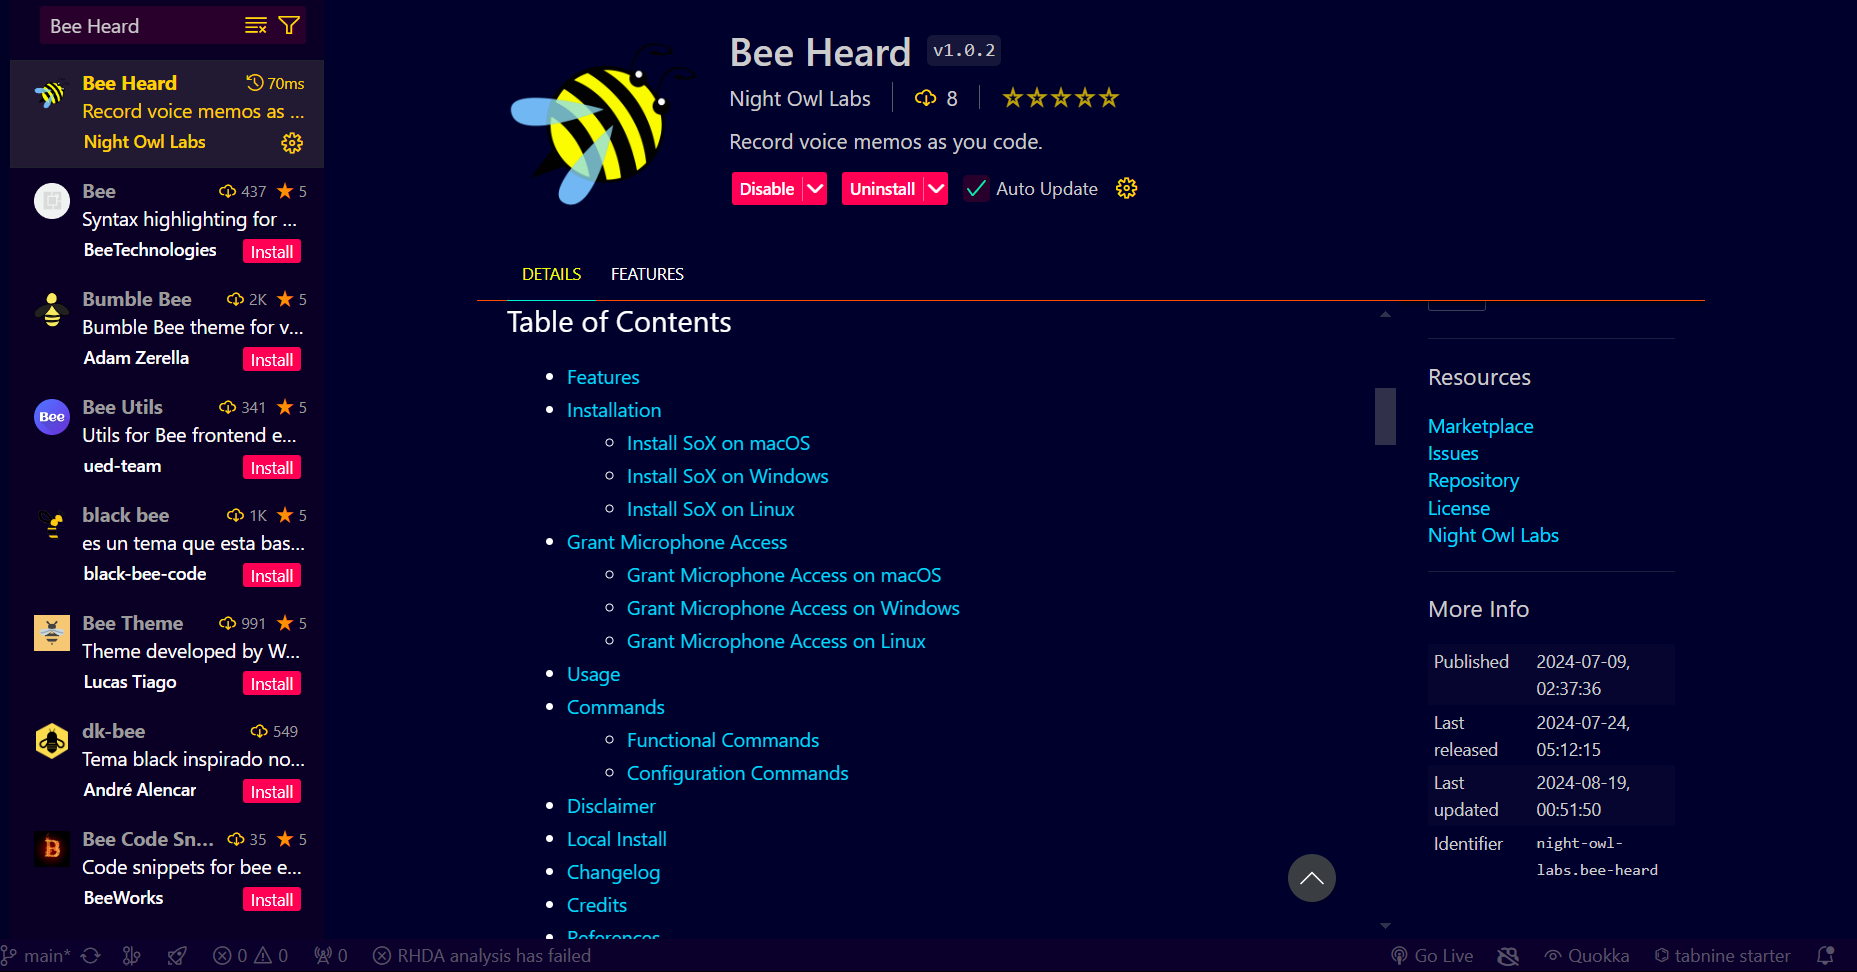 Bee Heard
Bee Heard 70ms
Record voice memos as ...
Night Owl Labs
Bee 437 5
Syntax highlighting for ...
BeeTechnologies Install
Bumble Bee 2K 5
Bumble Bee theme for v...
Adam Zerella Install
Bee Utils 341 5
Bee
Utils for Bee frontend e...
ued-team Install
black bee 1K 5
es un tema que esta bas...
black-bee-code Install
Bee Theme 991 5
Theme developed by W...
Lucas Tiago Install
dk-bee 549
Tema black inspirado no...
André Alencar Install
Bee Code Sn... 35 5
B
Code snippets for bee e...
BeeWorks Install
Bee Heard v1.0.2
Night Owl Labs 8
Record voice memos as you code.
Disable Uninstall Auto Update
DETAILS FEATURES
Table of Contents
Features
Installation
Install SoX on macOS
Install SoX on Windows
Install SoX on Linux
Grant Microphone Access
Grant Microphone Access on macOS
Grant Microphone Access on Windows
Grant Microphone Access on Linux
Usage
Commands
Functional Commands
Configuration Commands
Disclaimer
Local Install
Changelog
Credits
References
Resources
Marketplace
Issues
Repository
License
Night Owl Labs
More Info
Published 2024-07-09,
02:37:36
Last 2024-07-24,
released 05:12:15
Last 2024-08-19,
updated 00:51:50
Identifier night-owl-
labs.bee-heard
main* 0 0 0 RHDA analysis has failed Go Live Quokka tabnine starter